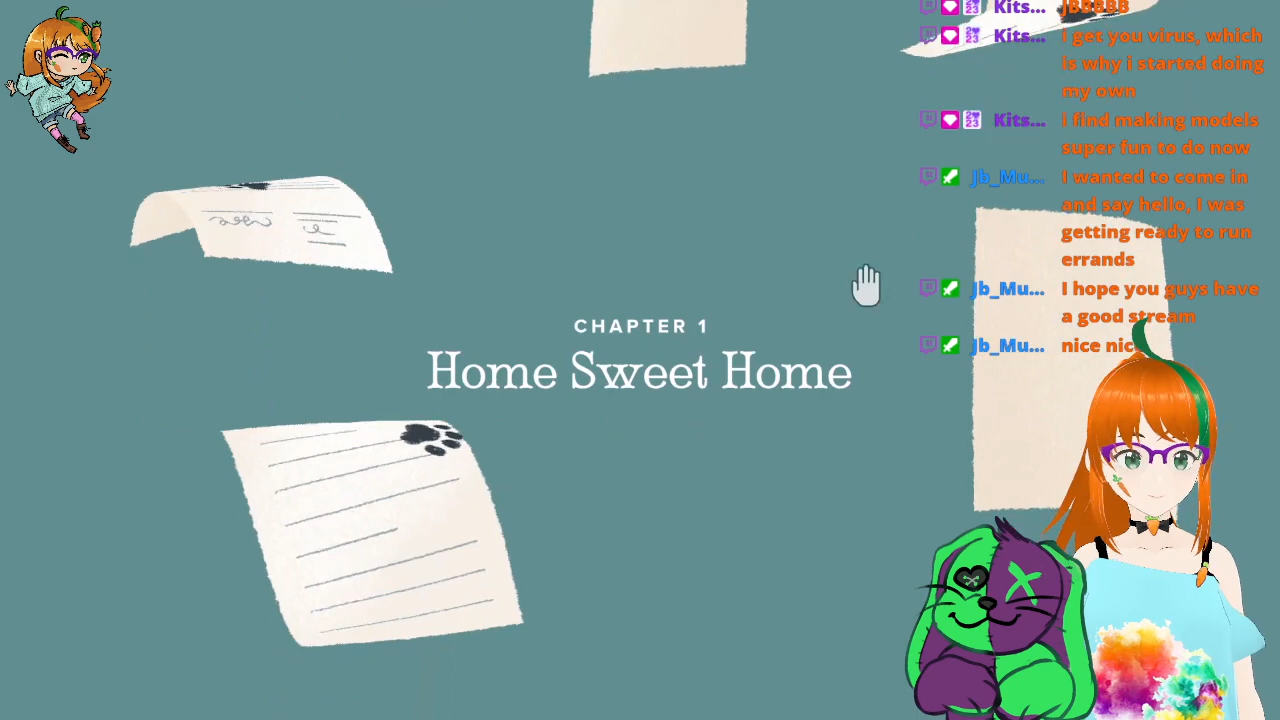 Kits... JBBBBB
Kits... I get you virus, which
is why i started doing
my own
Kits... I find making models
super fun to do now
Jb_Mu... I wanted to come in
and say hello, I was
getting ready to run
errands
Jb_Mu... I hope you guys have
a good stream
Jb_Mu... nice nic
CHAPTER 1
Home Sweet Home